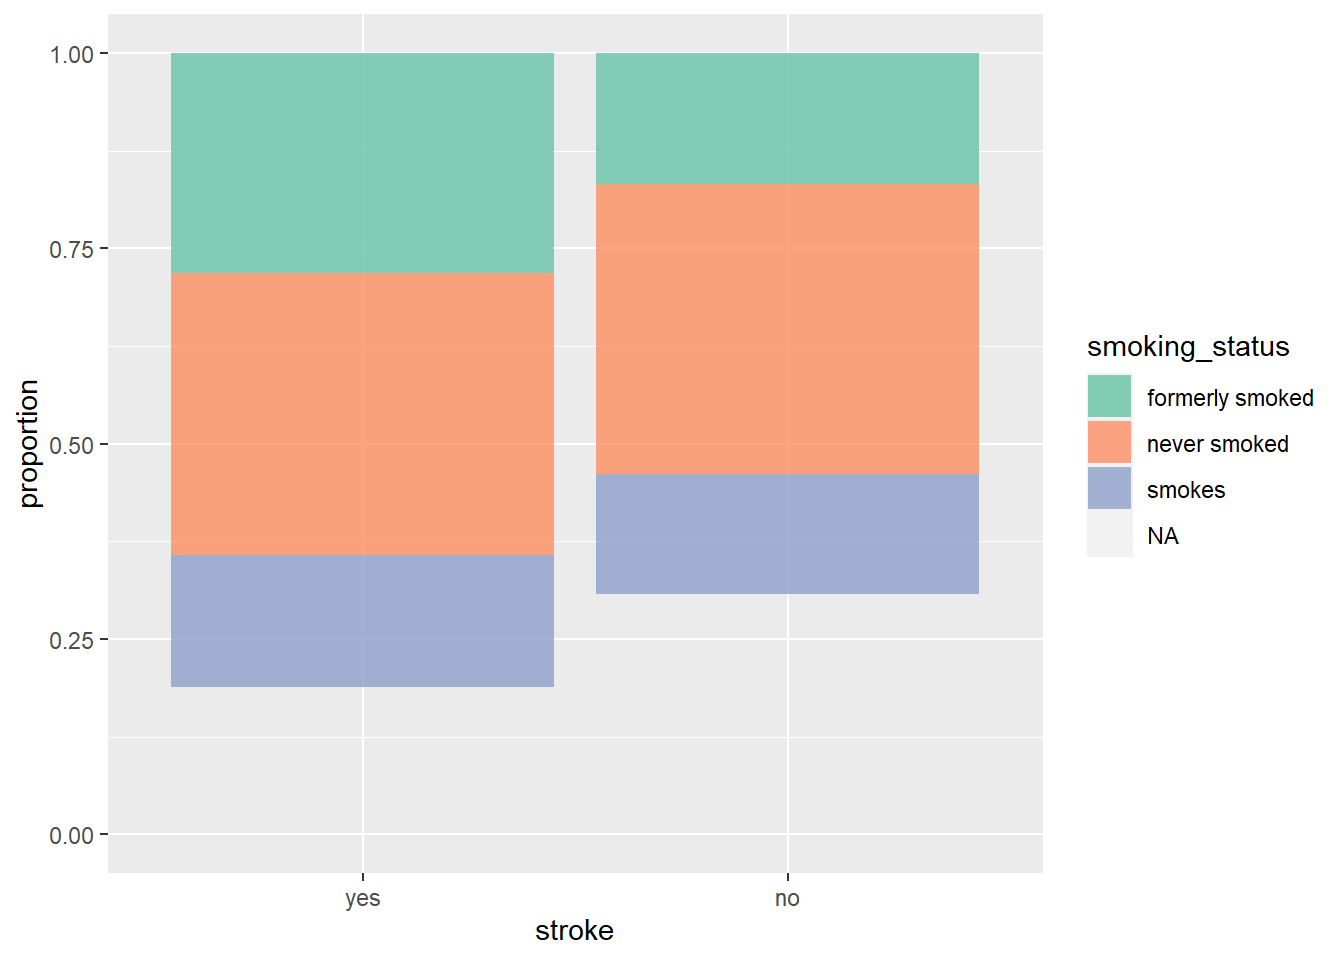 1.00
0.75
0.50
0.25
0.00
proportion
yes
no
stroke
smoking_status
formerly smoked
never smoked
smokes
NA